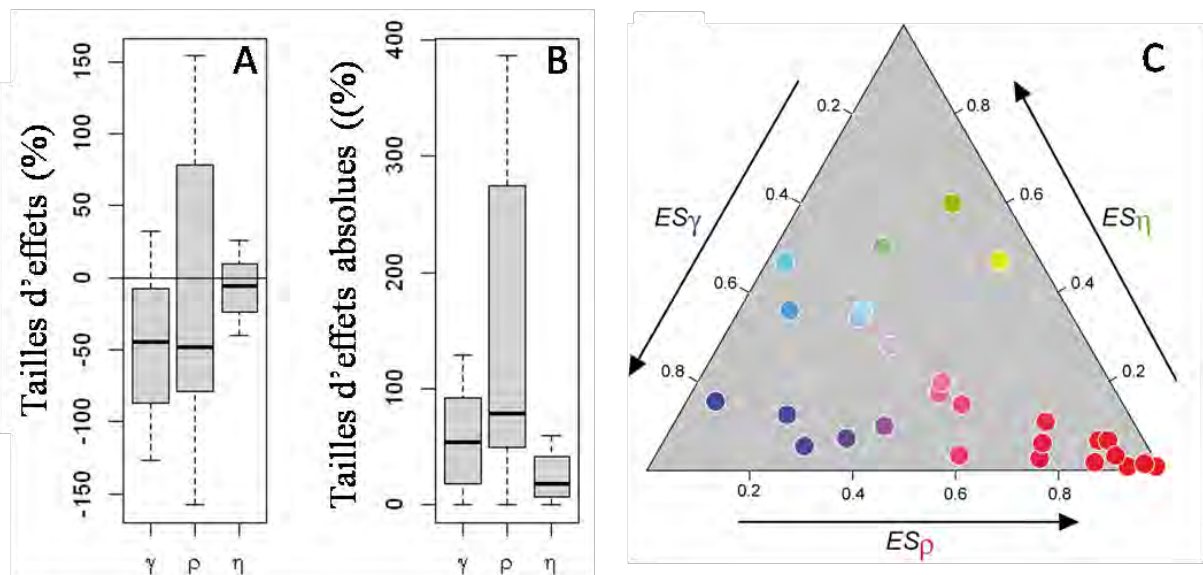 A
Tailles d'effets (%)
150
100
50
0
-50
-100
-150
γ ρ η
B
Tailles d'effets absolues ((%)
400
300
200
100
0
γ ρ η
C
0.2
0.8
0.4
0.6
ESγ
ESη
0.6
0.4
0.8
0.2
0.2 0.4 0.6 0.8
ESρ